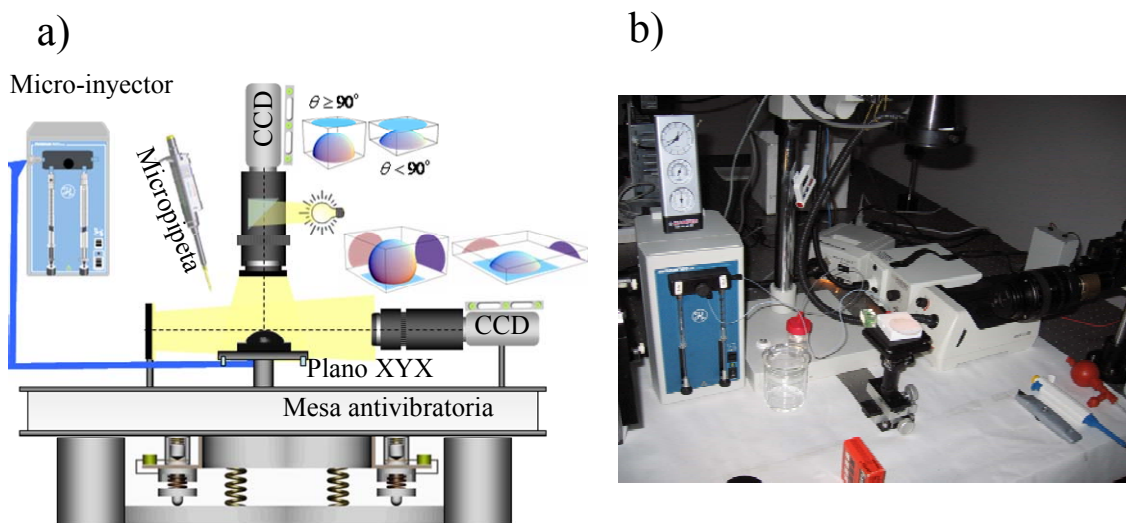 a)
b)
Micro-inyector
CCD
θ ≥ 90°
θ < 90°
Micropipeta
CCD
Plano XYX
Mesa antivibratoria